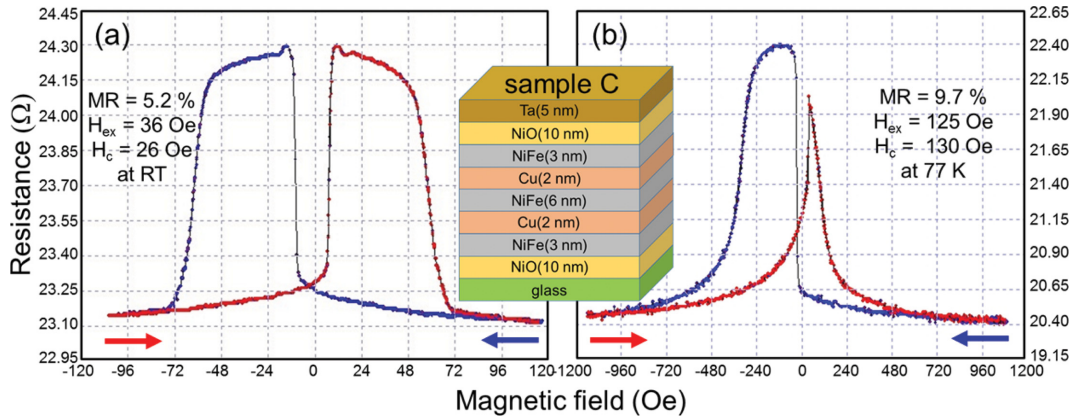 (a)
24.45
24.30
24.15
24.00
23.85
23.70
23.55
23.40
23.25
23.10
22.95
Resistance (Ω)
MR = 5.2 %
Hex = 36 Oe
Hc = 26 Oe
at RT
-120 -96 -72 -48 -24 0 24 48 72 96 120
sample C
Ta(5 nm)
NiO(10 nm)
NiFe(3 nm)
Cu(2 nm)
NiFe(6 nm)
Cu(2 nm)
NiFe(3 nm)
NiO(10 nm)
glass
(b)
MR = 9.7 %
Hex = 125 Oe
Hc = 130 Oe
at 77 K
22.65
22.40
22.15
21.90
21.65
21.40
21.15
20.90
20.65
20.40
19.15
-1200 -960 -720 -480 -240 0 240 480 720 960 1200
Magnetic field (Oe)